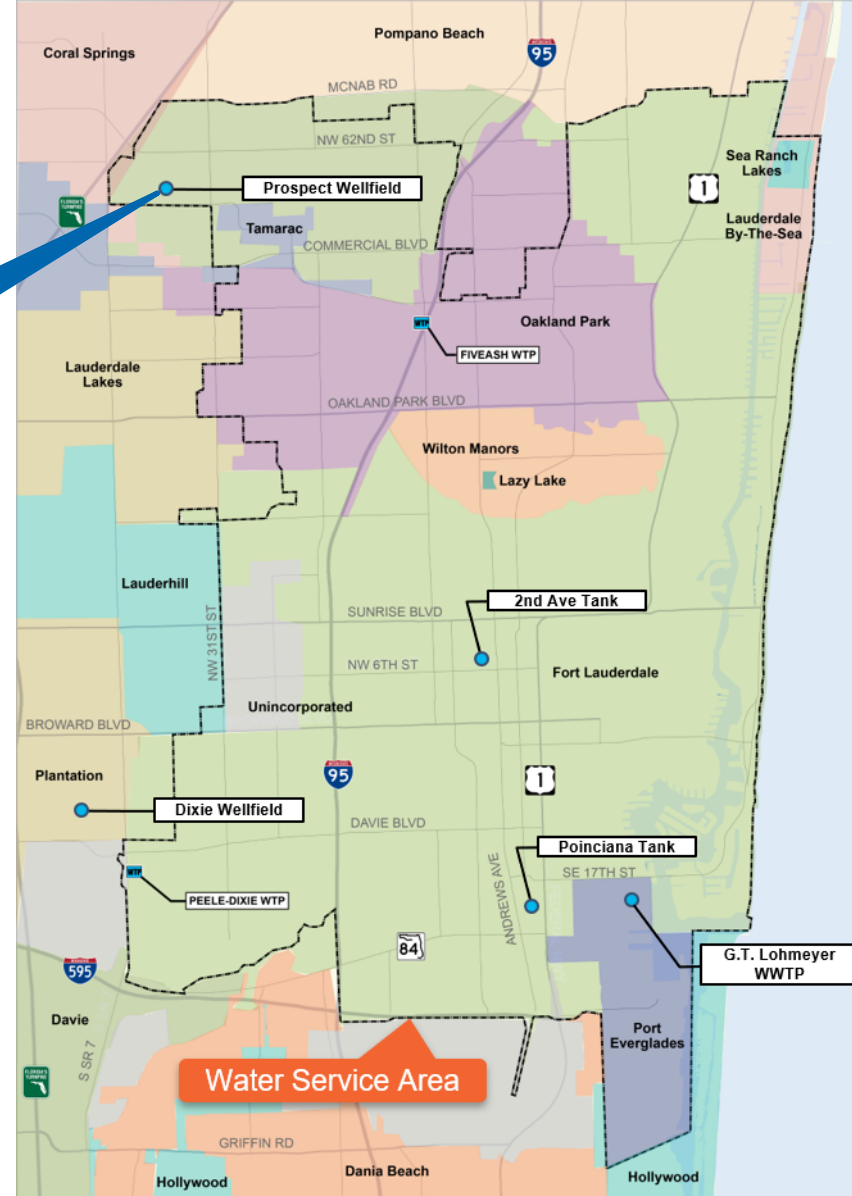 Pompano Beach
Coral Springs
95
MCNAB RD
NW 62ND ST
Sea Ranch
Lakes
Prospect Wellfield
1
FLORIDA'S
TURNPIKE
Lauderdale
By-The-Sea
Tamarac
COMMERCIAL BLVD
WTP
Oakland Park
FIVEASH WTP
Lauderdale
Lakes
OAKLAND PARK BLVD
Wilton Manors
Lazy Lake
Lauderhill
2nd Ave Tank
SUNRISE BLVD
NW 31ST ST
NW 6TH ST
Fort Lauderdale
Unincorporated
BROWARD BLVD
Plantation
95
1
Dixie Wellfield
DAVIE BLVD
Poinciana Tank
WTP
SE 17TH ST
ANDREWS AVE
PEELE-DIXIE WTP
84
G.T. Lohmeyer
WWTP
595
Davie
Port
Everglades
S SR 7
Water Service Area
FLORIDA'S
TURNPIKE
GRIFFIN RD
Dania Beach
Hollywood
Hollywood